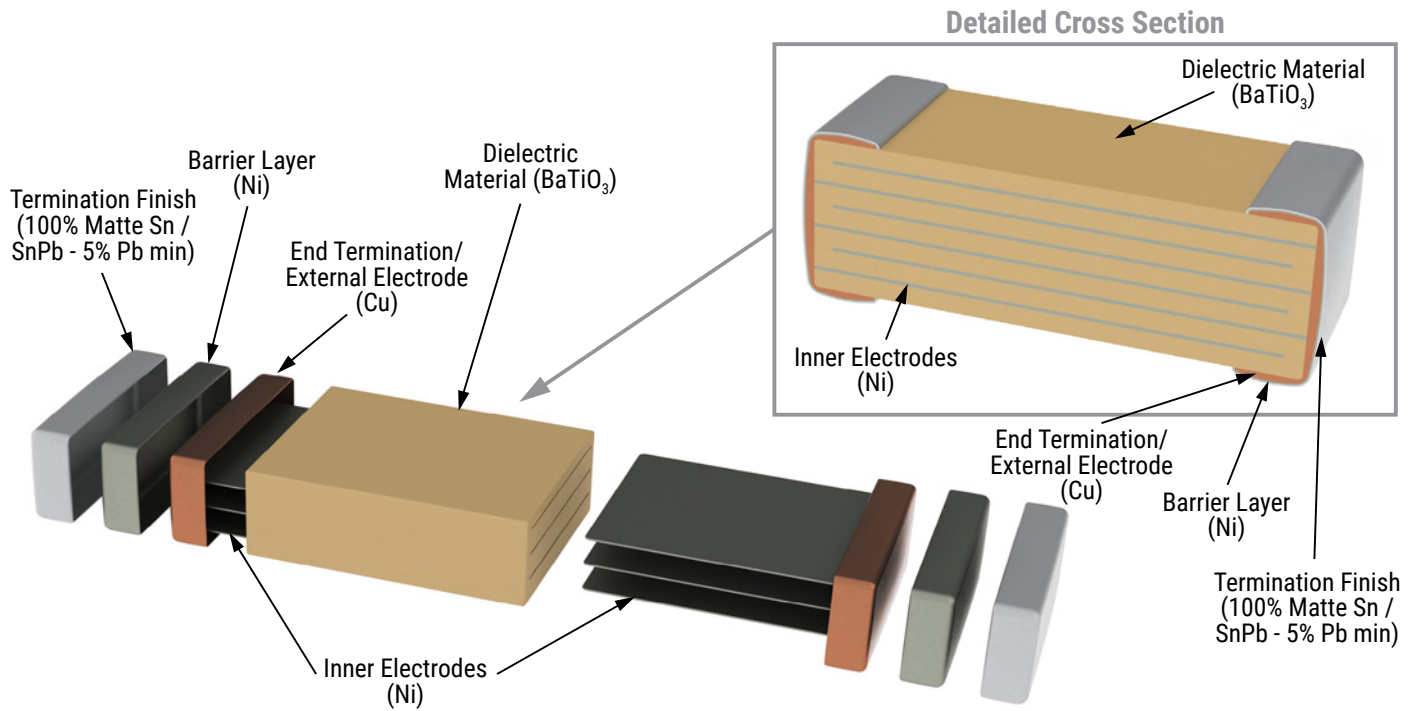 Detailed Cross Section
Dielectric Material
(BaTiO₃)
Inner Electrodes
(Ni)
End Termination/
External Electrode
(Cu)
Barrier Layer
(Ni)
Termination Finish
(100% Matte Sn /
SnPb - 5% Pb min)
Termination Finish
(100% Matte Sn /
SnPb - 5% Pb min)
Barrier Layer
(Ni)
End Termination/
External Electrode
(Cu)
Dielectric
Material (BaTiO₃)
Inner Electrodes
(Ni)